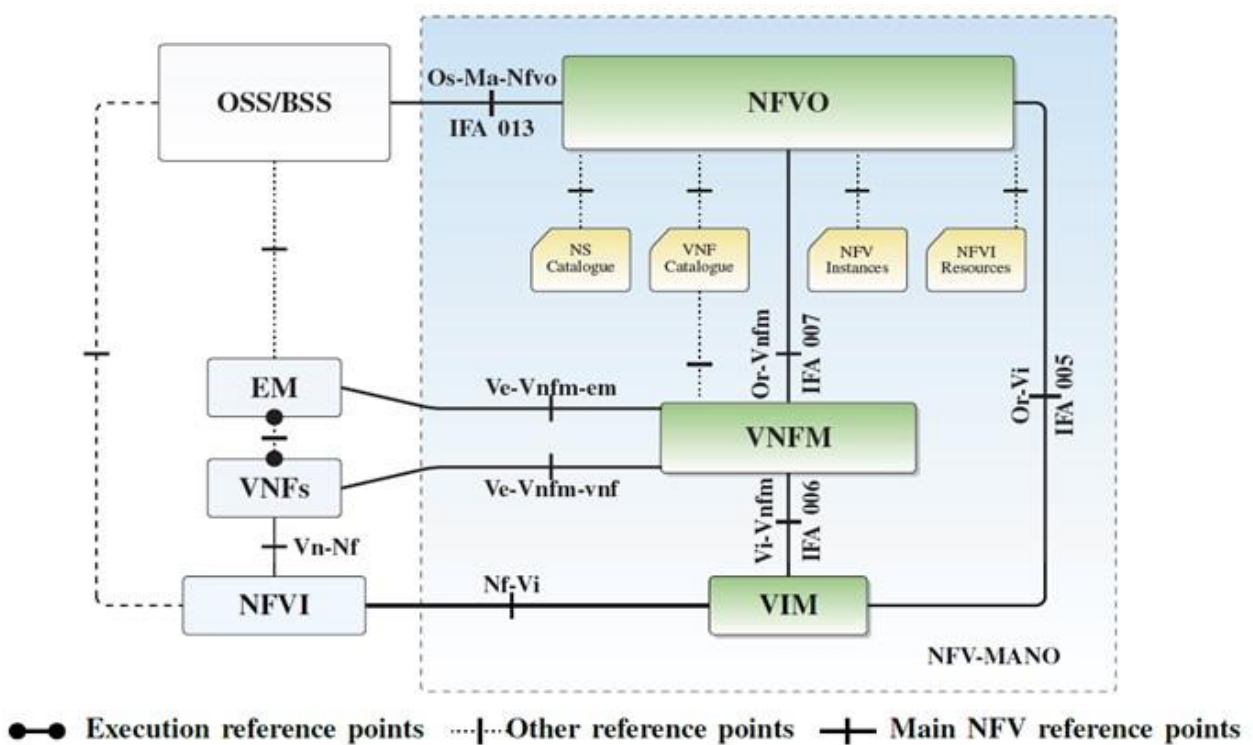 Os-Ma-Nfvo
OSS/BSS
NFVO
IFA 013
NS
Catalogue
VNF
Catalogue
NFV
Instances
NFVI
Resources
Or-Vnfm
IFA 007
Or-Vi
IFA 005
EM
Ve-Vnfm-em
VNFM
VNFs
Ve-Vnfm-vnf
Vi-Vnfm
IFA 006
Vn-Nf
NFVI
Nf-Vi
VIM
NFV-MANO
Execution reference points
Other reference points
Main NFV reference points